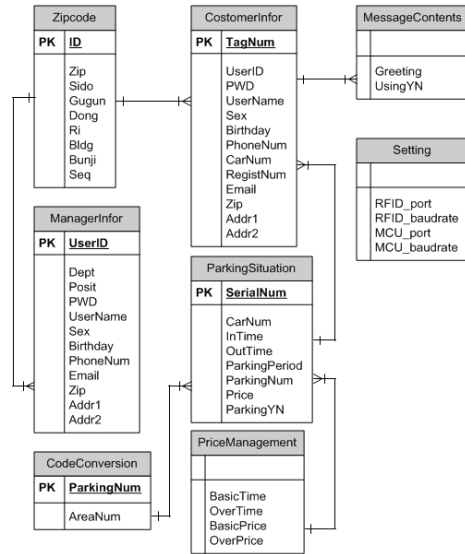 Zipcode
PK ID
Zip
Sido
Gugun
Dong
Ri
Bldg
Bunji
Seq
CostomerInfor
PK TagNum
UserID
PWD
UserName
Sex
Birthday
PhoneNum
CarNum
RegistNum
Email
Zip
Addr1
Addr2
MessageContents
Greeting
UsingYN
Setting
RFID_port
RFID_baudrate
MCU_port
MCU_baudrate
ManagerInfor
PK UserID
Dept
Posit
PWD
UserName
Sex
Birthday
PhoneNum
Email
Zip
Addr1
Addr2
ParkingSituation
PK SerialNum
CarNum
InTime
OutTime
ParkingPeriod
ParkingNum
Price
ParkingYN
CodeConversion
PK ParkingNum
AreaNum
PriceManagement
BasicTime
OverTime
BasicPrice
OverPrice